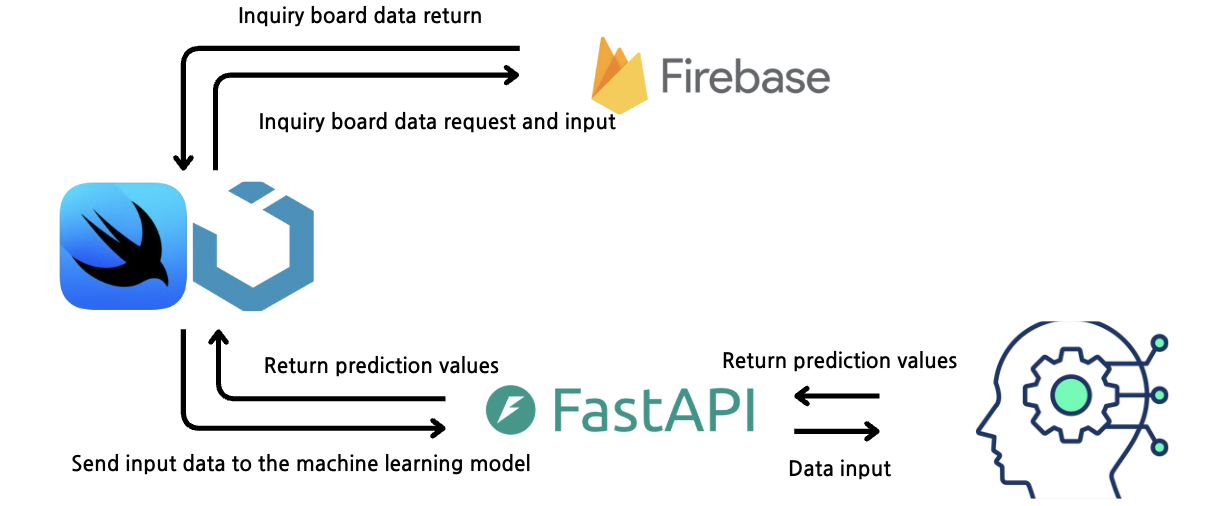 Inquiry board data return
Firebase
Inquiry board data request and input
Return prediction values
Return prediction values
FastAPI
Send input data to the machine learning model
Data input